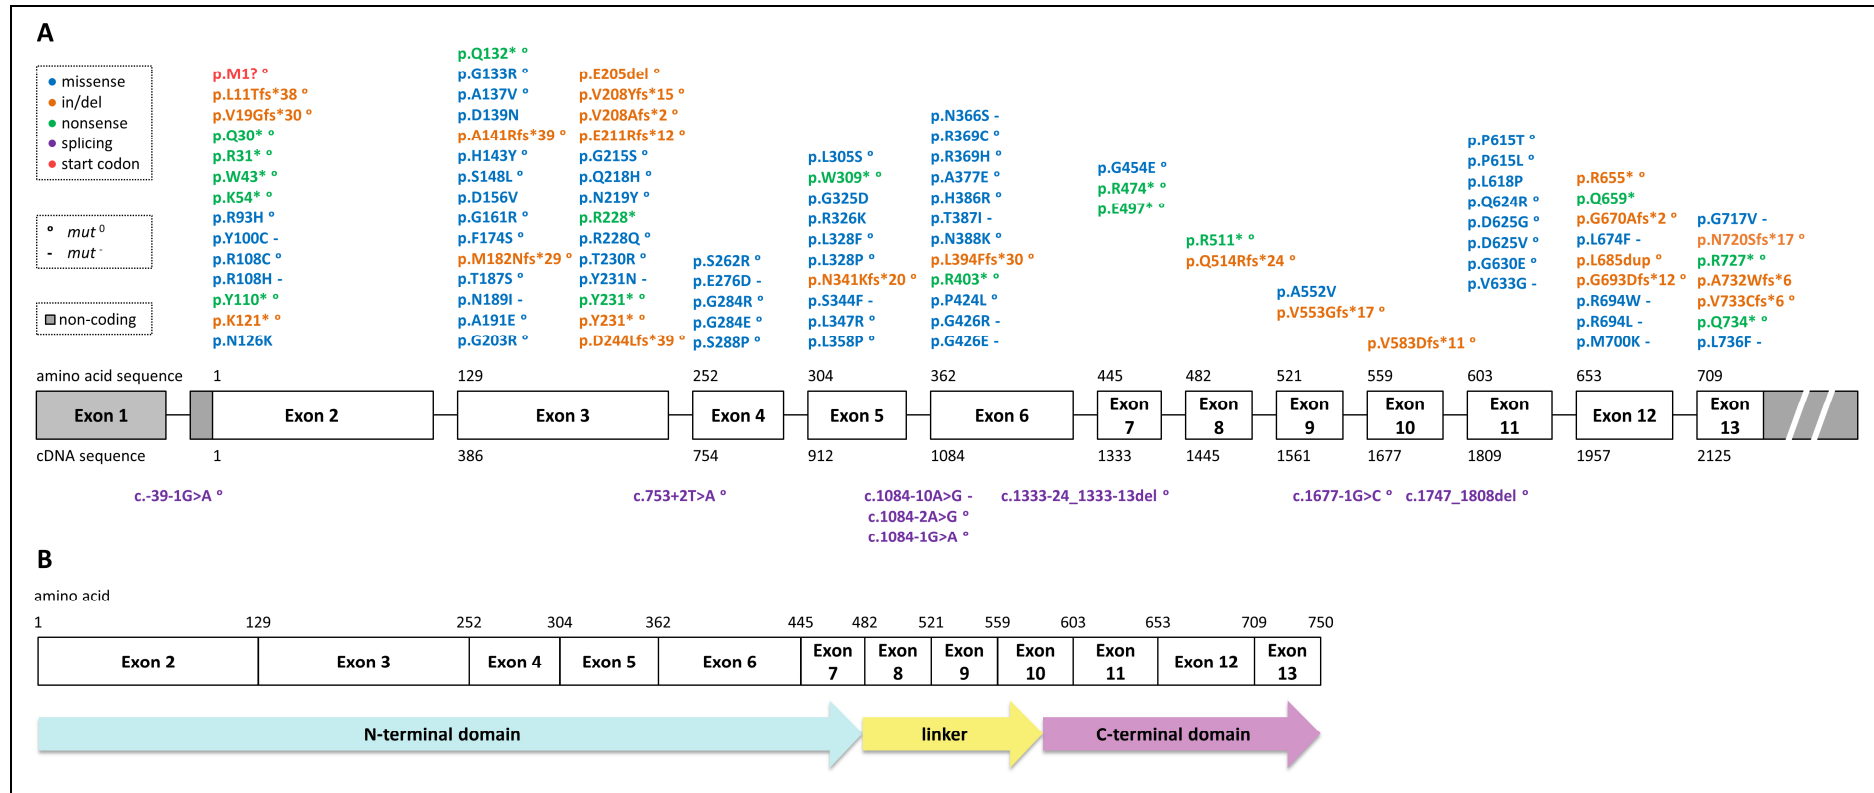 A
missense
in/del
nonsense
splicing
start codon
º mut 0
- mut -
non-coding
p.M1? º
p.L11Tfs*38 º
p.V19Gfs*30 º
p.Q30* º
p.R31* º
p.W43* º
p.K54* º
p.R93H º
p.Y100C -
p.R108C º
p.R108H -
p.Y110* º
p.K121* º
p.N126K
p.Q132* º
p.G133R º
p.A137V º
p.D139N
p.A141Rfs*39 º
p.H143Y º
p.S148L º
p.D156V
p.G161R º
p.F174S º
p.M182Nfs*29 º
p.T187S º
p.N189I -
p.A191E º
p.G203R º
p.E205del º
p.V208Yfs*15 º
p.V208Afs*2 º
p.E211Rfs*12 º
p.G215S º
p.Q218H º
p.N219Y º
p.R228*
p.R228Q º
p.T230R º
p.Y231N -
p.Y231* º
p.Y231* º
p.D244Lfs*39 º
p.S262R º
p.E276D -
p.G284R º
p.G284E º
p.S288P º
p.L305S º
p.W309* º
p.G325D
p.R326K
p.L328F º
p.L328P º
p.N341Kfs*20 º
p.S344F -
p.L347R º
p.L358P º
p.N366S -
p.R369C º
p.R369H º
p.A377E º
p.H386R º
p.T387I -
p.N388K º
p.L394Ffs*30 º
p.R403* º
p.P424L º
p.G426R -
p.G426E -
p.G454E º
p.R474* º
p.E497* º
p.R511* º
p.Q514Rfs*24 º
p.A552V
p.V553Gfs*17 º
p.V583Dfs*11 º
p.P615T º
p.P615L º
p.L618P
p.Q624R º
p.D625G º
p.D625V º
p.G630E º
p.V633G -
p.R655* º
p.Q659*
p.G670Afs*2 º
p.L674F -
p.L685dup º
p.G693Dfs*12 º
p.R694W -
p.R694L -
p.M700K -
p.G717V -
p.N720Sfs*17 º
p.R727* º
p.A732Wfs*6
p.V733Cfs*6 º
p.Q734* º
p.L736F -
amino acid sequence 1 129 252 304 362 445 482 521 559 603 653 709
Exon 1 Exon 2 Exon 3 Exon 4 Exon 5 Exon 6 Exon 7 Exon 8 Exon 9 Exon 10 Exon 11 Exon 12 Exon 13
cDNA sequence 1 386 754 912 1084 1333 1445 1561 1677 1809 1957 2125
c.-39-1G>A º c.753+2T>A º c.1084-10A>G - c.1333-24_1333-13del º c.1677-1G>C º c.1747_1808del º
c.1084-2A>G º
c.1084-1G>A º
B
amino acid
1 129 252 304 362 445 482 521 559 603 653 709 750
Exon 2 Exon 3 Exon 4 Exon 5 Exon 6 Exon 7 Exon 8 Exon 9 Exon 10 Exon 11 Exon 12 Exon 13
N-terminal domain linker C-terminal domain